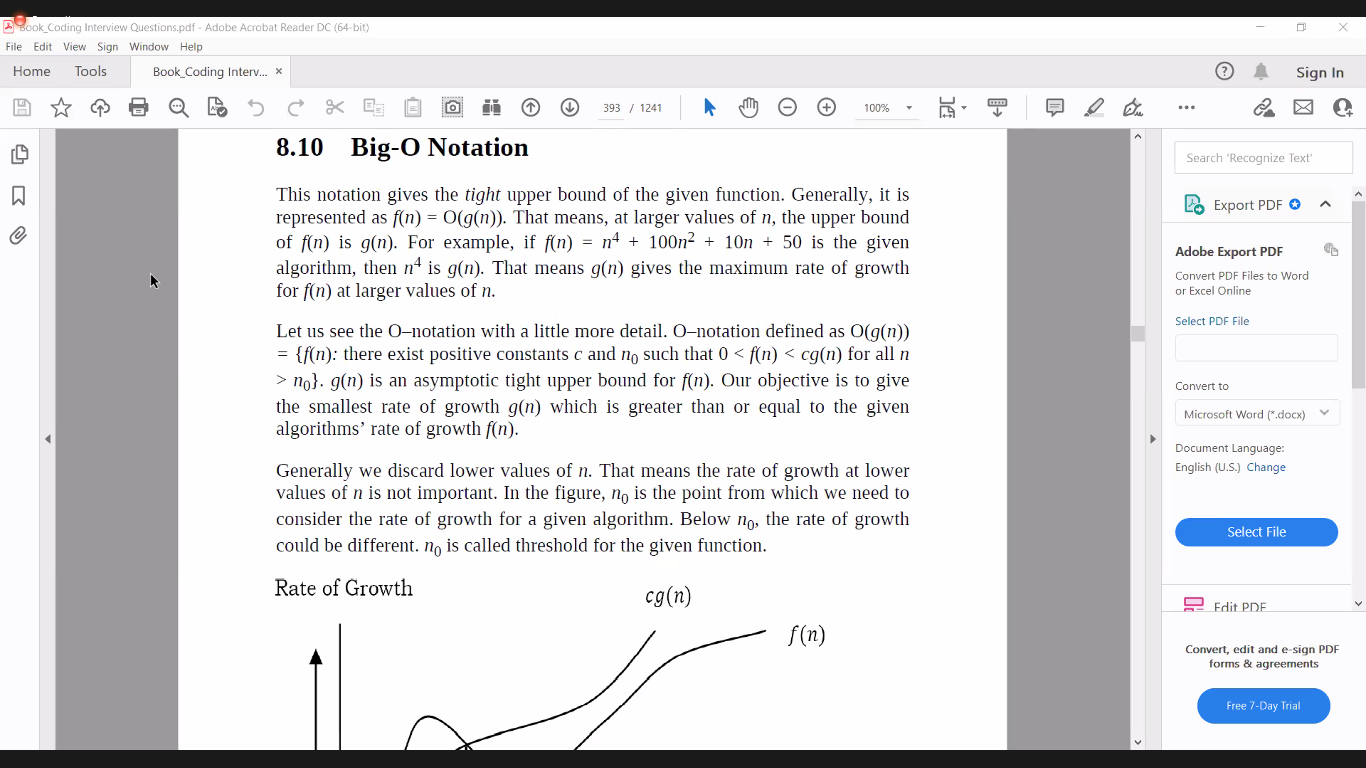 Book_Coding Interview Questions.pdf - Adobe Acrobat Reader DC (64-bit)
File Edit View Sign Window Help
Home Tools Book_Coding Interv... × Sign In
393 / 1241 100%
8.10 Big-O Notation
This notation gives the tight upper bound of the given function. Generally, it is
represented as f(n) = O(g(n)). That means, at larger values of n, the upper bound
of f(n) is g(n). For example, if f(n) = n⁴ + 100n² + 10n + 50 is the given
algorithm, then n⁴ is g(n). That means g(n) gives the maximum rate of growth
for f(n) at larger values of n.
Let us see the O–notation with a little more detail. O–notation defined as O(g(n))
= {f(n): there exist positive constants c and n₀ such that 0 < f(n) < cg(n) for all n
> n₀}. g(n) is an asymptotic tight upper bound for f(n). Our objective is to give
the smallest rate of growth g(n) which is greater than or equal to the given
algorithms’ rate of growth f(n).
Generally we discard lower values of n. That means the rate of growth at lower
values of n is not important. In the figure, n₀ is the point from which we need to
consider the rate of growth for a given algorithm. Below n₀, the rate of growth
could be different. n₀ is called threshold for the given function.
Rate of Growth
cg(n)
f(n)
Search 'Recognize Text'
Export PDF
Adobe Export PDF
Convert PDF Files to Word
or Excel Online
Select PDF File
Convert to
Microsoft Word (*.docx)
Document Language:
English (U.S.) Change
Select File
Edit PDF
Convert, edit and e-sign PDF
forms & agreements
Free 7-Day Trial